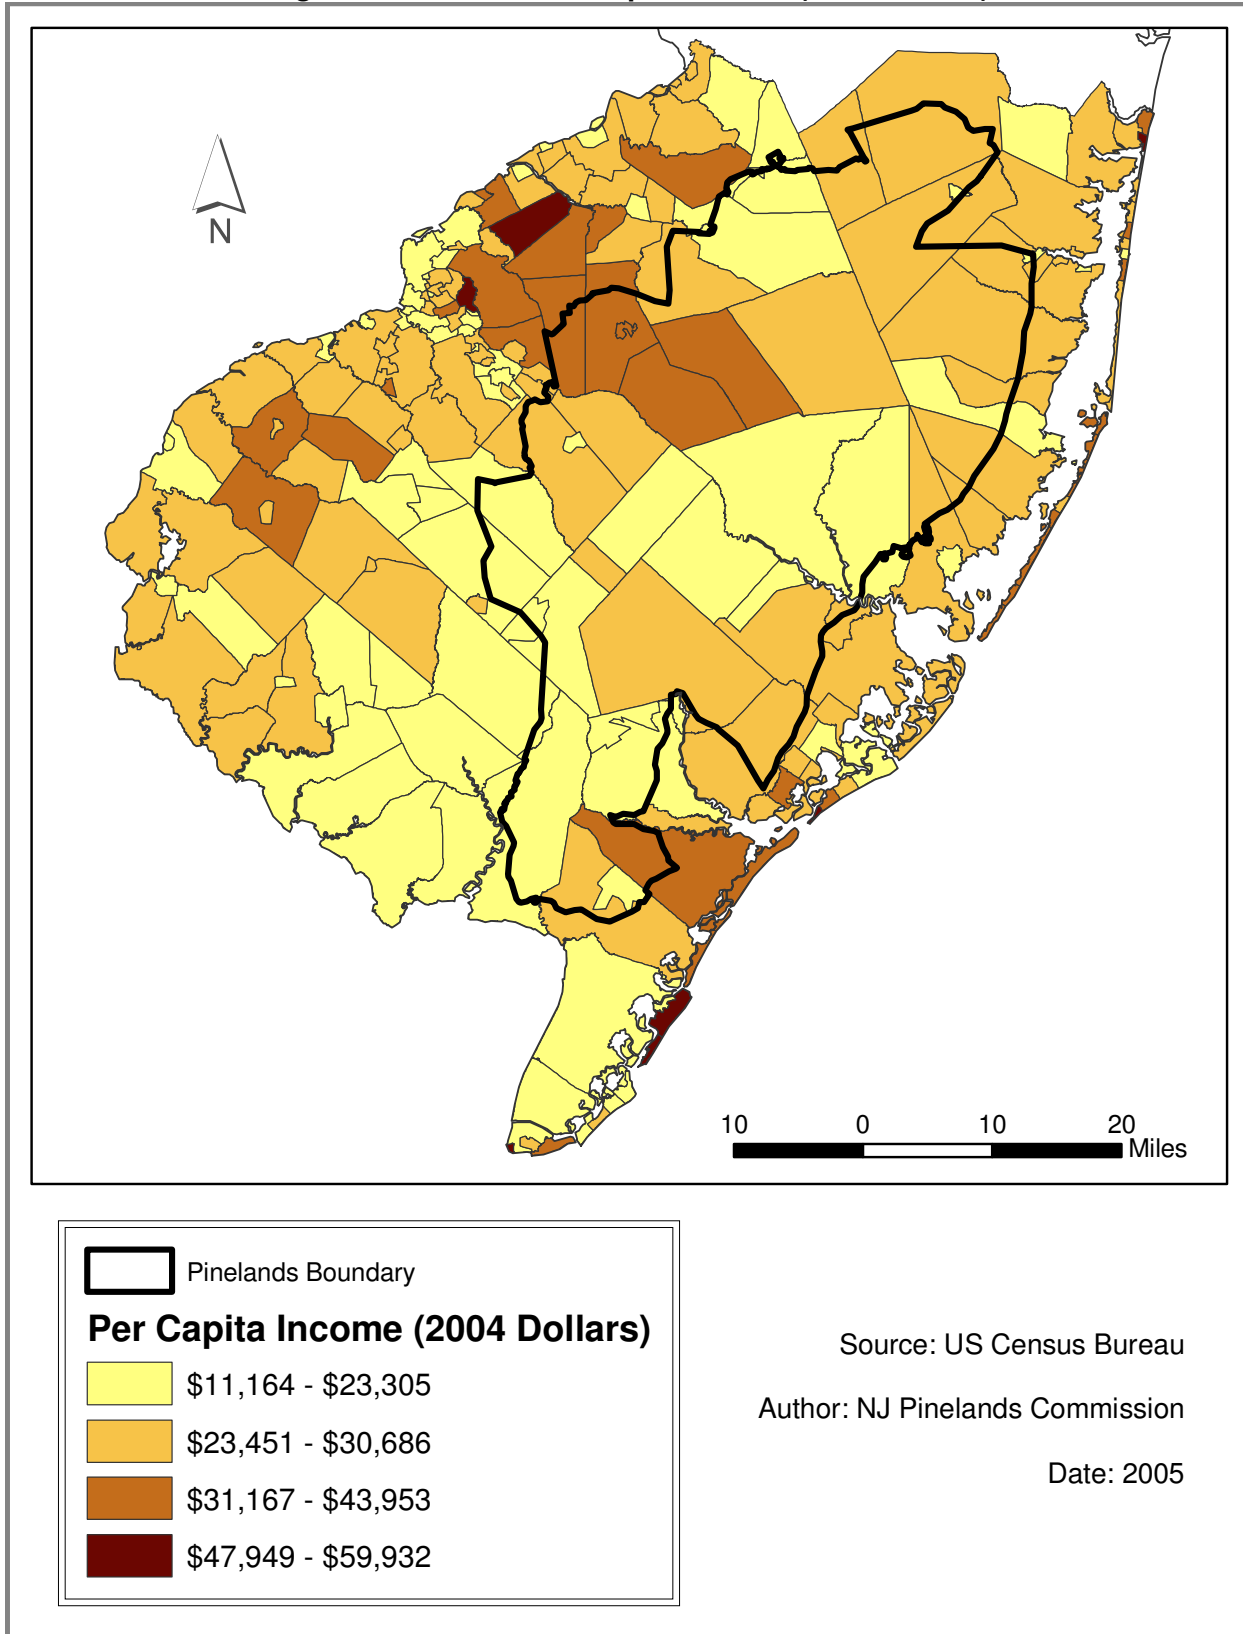 N
10 0 10 20
Miles
Pinelands Boundary
Per Capita Income (2004 Dollars)
$11,164 - $23,305
$23,451 - $30,686
$31,167 - $43,953
$47,949 - $59,932
Source: US Census Bureau
Author: NJ Pinelands Commission
Date: 2005